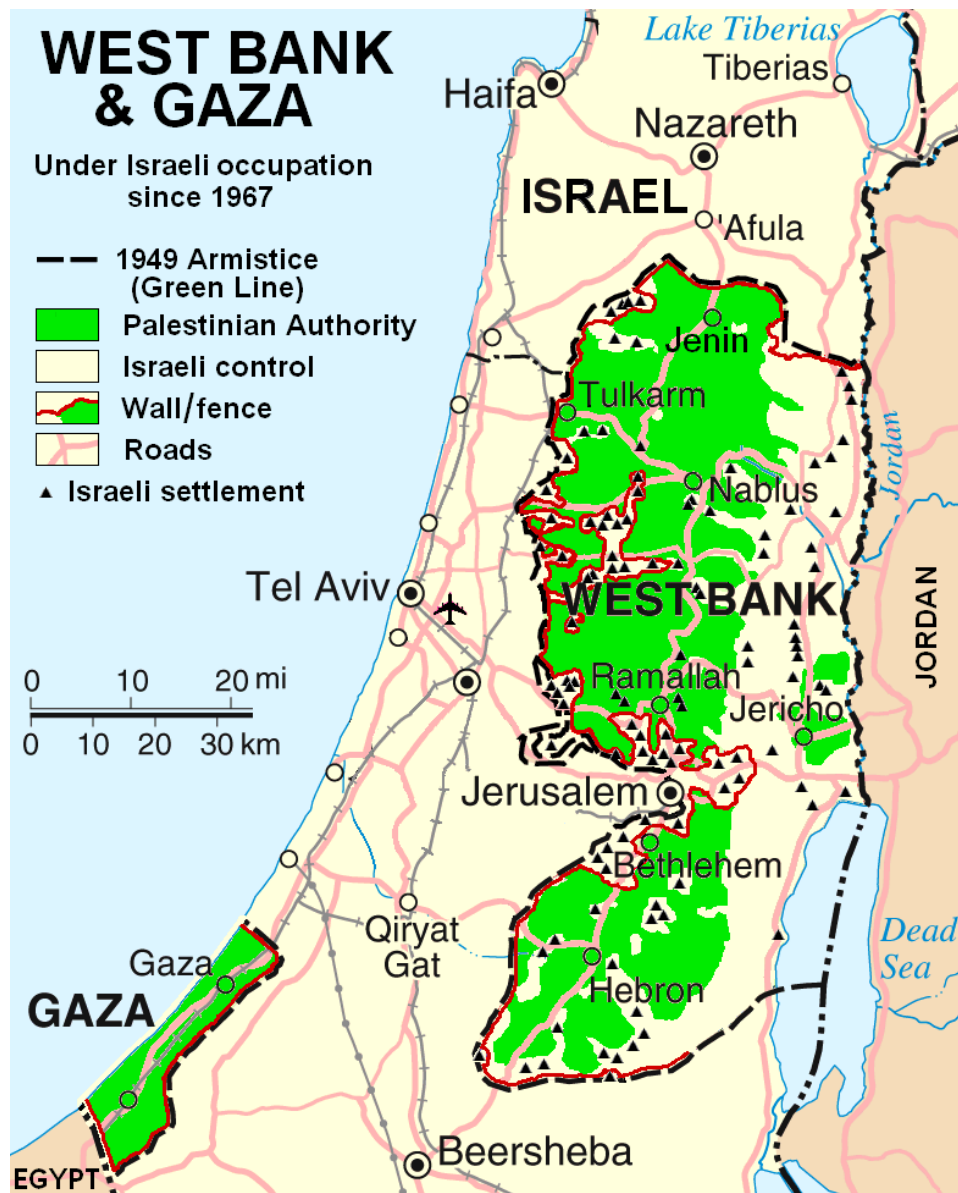 WEST BANK
& GAZA
Under Israeli occupation
since 1967
1949 Armistice
(Green Line)
Palestinian Authority
Israeli control
Wall/fence
Roads
Israeli settlement
Lake Tiberias
Tiberias
Haifa
Nazareth
ISRAEL
'Afula
Jenin
Tulkarm
Jordan
Nablus
Tel Aviv
WEST BANK
JORDAN
0 10 20 mi
0 10 20 30 km
Ramallah
Jericho
Jerusalem
Bethlehem
Qiryat
Gat
Dead
Sea
Gaza
GAZA
Hebron
Beersheba
EGYPT